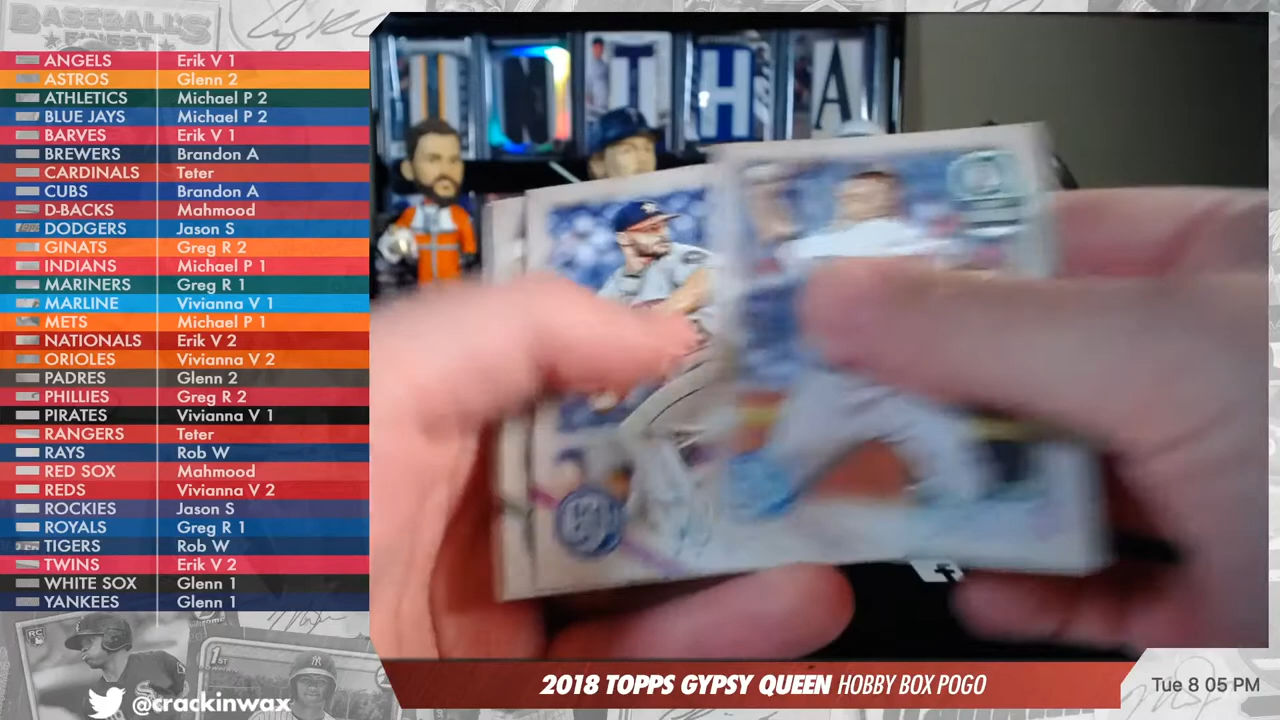 BASEBALL'S
FINEST
ANGELS Erik V 1
ASTROS Glenn 2
ATHLETICS Michael P 2
BLUE JAYS Michael P 2
BARVES Erik V 1
BREWERS Brandon A
CARDINALS Teter
CUBS Brandon A
D-BACKS Mahmood
DODGERS Jason S
GINATS Greg R 2
INDIANS Michael P 1
MARINERS Greg R 1
MARLINE Vivianna V 1
METS Michael P 1
NATIONALS Erik V 2
ORIOLES Vivianna V 2
PADRES Glenn 2
PHILLIES Greg R 2
PIRATES Vivianna V 1
RANGERS Teter
RAYS Rob W
RED SOX Mahmood
REDS Vivianna V 2
ROCKIES Jason S
ROYALS Greg R 1
TIGERS Rob W
TWINS Erik V 2
WHITE SOX Glenn 1
YANKEES Glenn 1
RC
1ST
@crackinwax
THA
2018 TOPPS GYPSY QUEEN HOBBY BOX POGO
Tue 8 05 PM